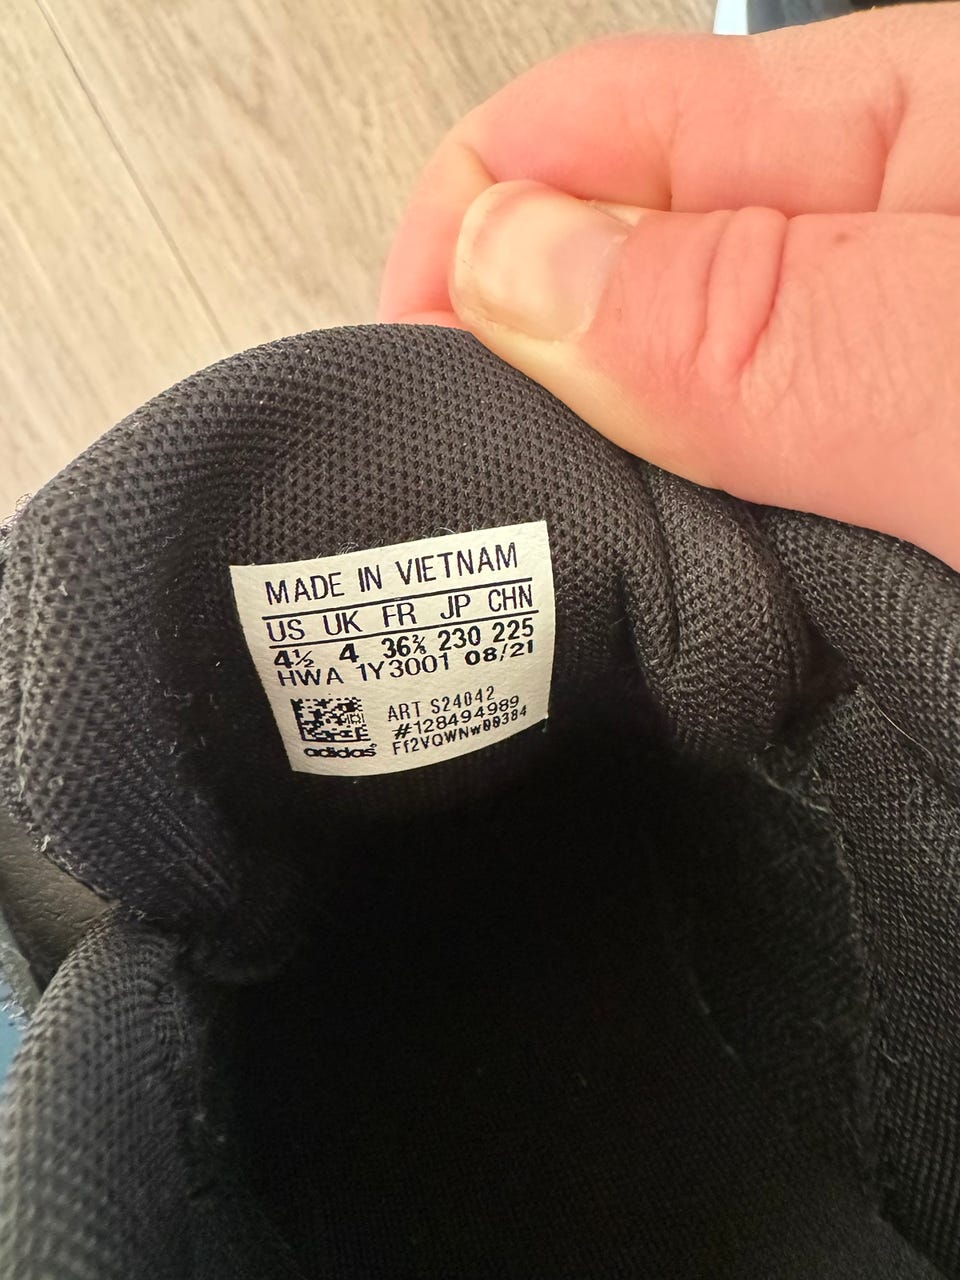 MADE IN VIETNAM
US UK FR JP CHN
4½ 4 36⅔ 230 225
HWA 1Y3001 08/21
ART S24042
#128494989
Ff2VQWNw00384
adidas